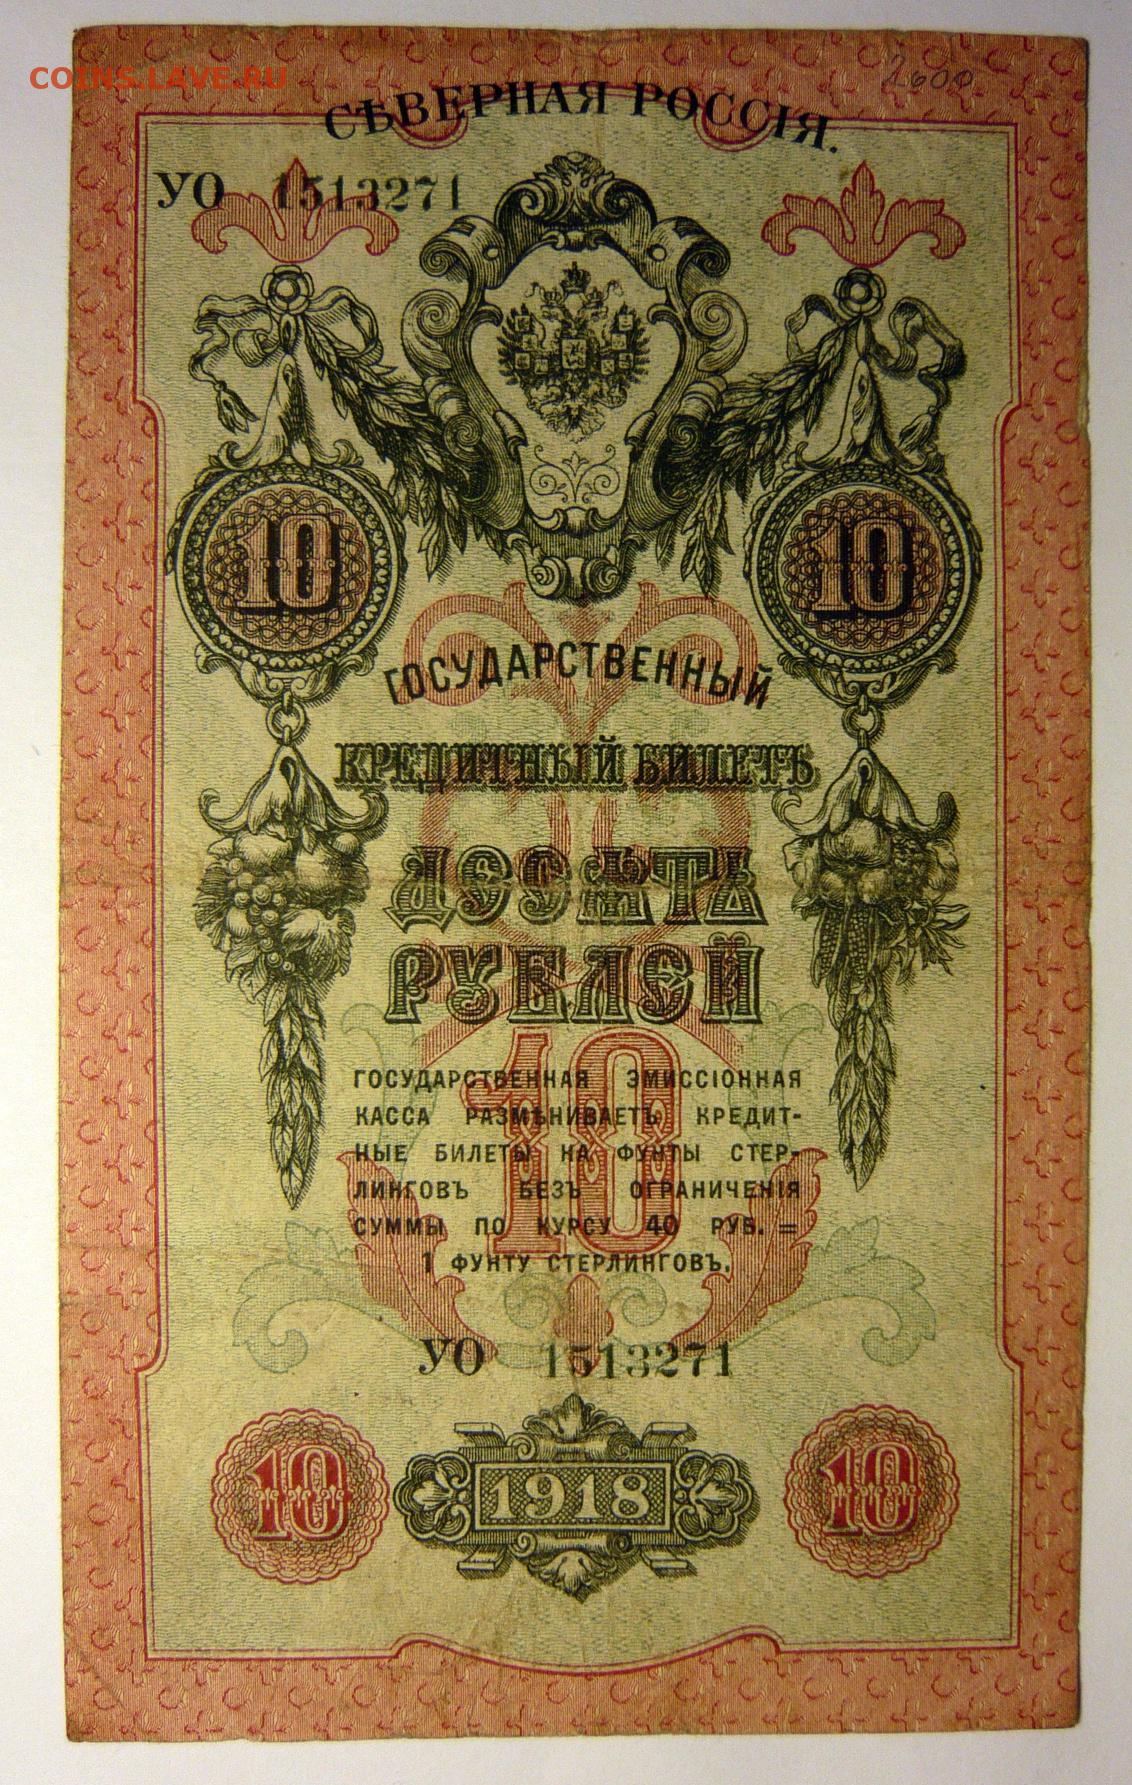 COINS.LAVE.RU
2600
СѢВЕРНАЯ РОССІЯ.
УО 1513271
10 10
ГОСУДАРСТВЕННЫЙ
КРЕДИТНЫЙ БИЛЕТЪ
ДЕСЯТЬ
РУБЛЕЙ
10
ГОСУДАРСТВЕННАЯ ЭМИССІОННАЯ
КАССА РАЗМѢНИВАЕТЪ КРЕДИТ-
НЫЕ БИЛЕТЫ НА ФУНТЫ СТЕР-
ЛИНГОВЪ БЕЗЪ ОГРАНИЧЕНІЯ
СУММЫ ПО КУРСУ 40 РУБ. =
1 ФУНТУ СТЕРЛИНГОВЪ.
УО 1513271
10 1918 10